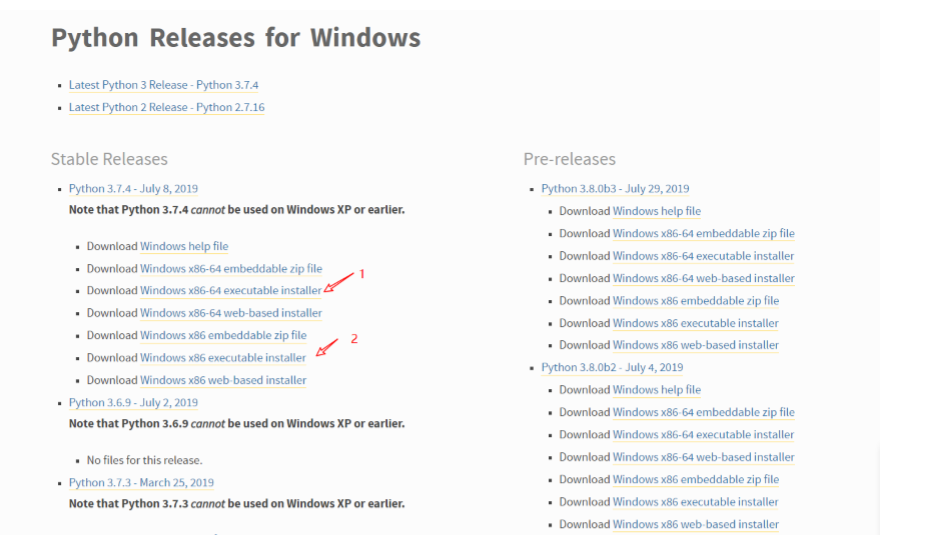 Python Releases for Windows
Latest Python 3 Release - Python 3.7.4
Latest Python 2 Release - Python 2.7.16
Stable Releases
Python 3.7.4 - July 8, 2019
Note that Python 3.7.4 cannot be used on Windows XP or earlier.
Download Windows help file
Download Windows x86-64 embeddable zip file
Download Windows x86-64 executable installer
1
Download Windows x86-64 web-based installer
Download Windows x86 embeddable zip file
Download Windows x86 executable installer
2
Download Windows x86 web-based installer
Python 3.6.9 - July 2, 2019
Note that Python 3.6.9 cannot be used on Windows XP or earlier.
No files for this release.
Python 3.7.3 - March 25, 2019
Note that Python 3.7.3 cannot be used on Windows XP or earlier.
Pre-releases
Python 3.8.0b3 - July 29, 2019
Download Windows help file
Download Windows x86-64 embeddable zip file
Download Windows x86-64 executable installer
Download Windows x86-64 web-based installer
Download Windows x86 embeddable zip file
Download Windows x86 executable installer
Download Windows x86 web-based installer
Python 3.8.0b2 - July 4, 2019
Download Windows help file
Download Windows x86-64 embeddable zip file
Download Windows x86-64 executable installer
Download Windows x86-64 web-based installer
Download Windows x86 embeddable zip file
Download Windows x86 executable installer
Download Windows x86 web-based installer